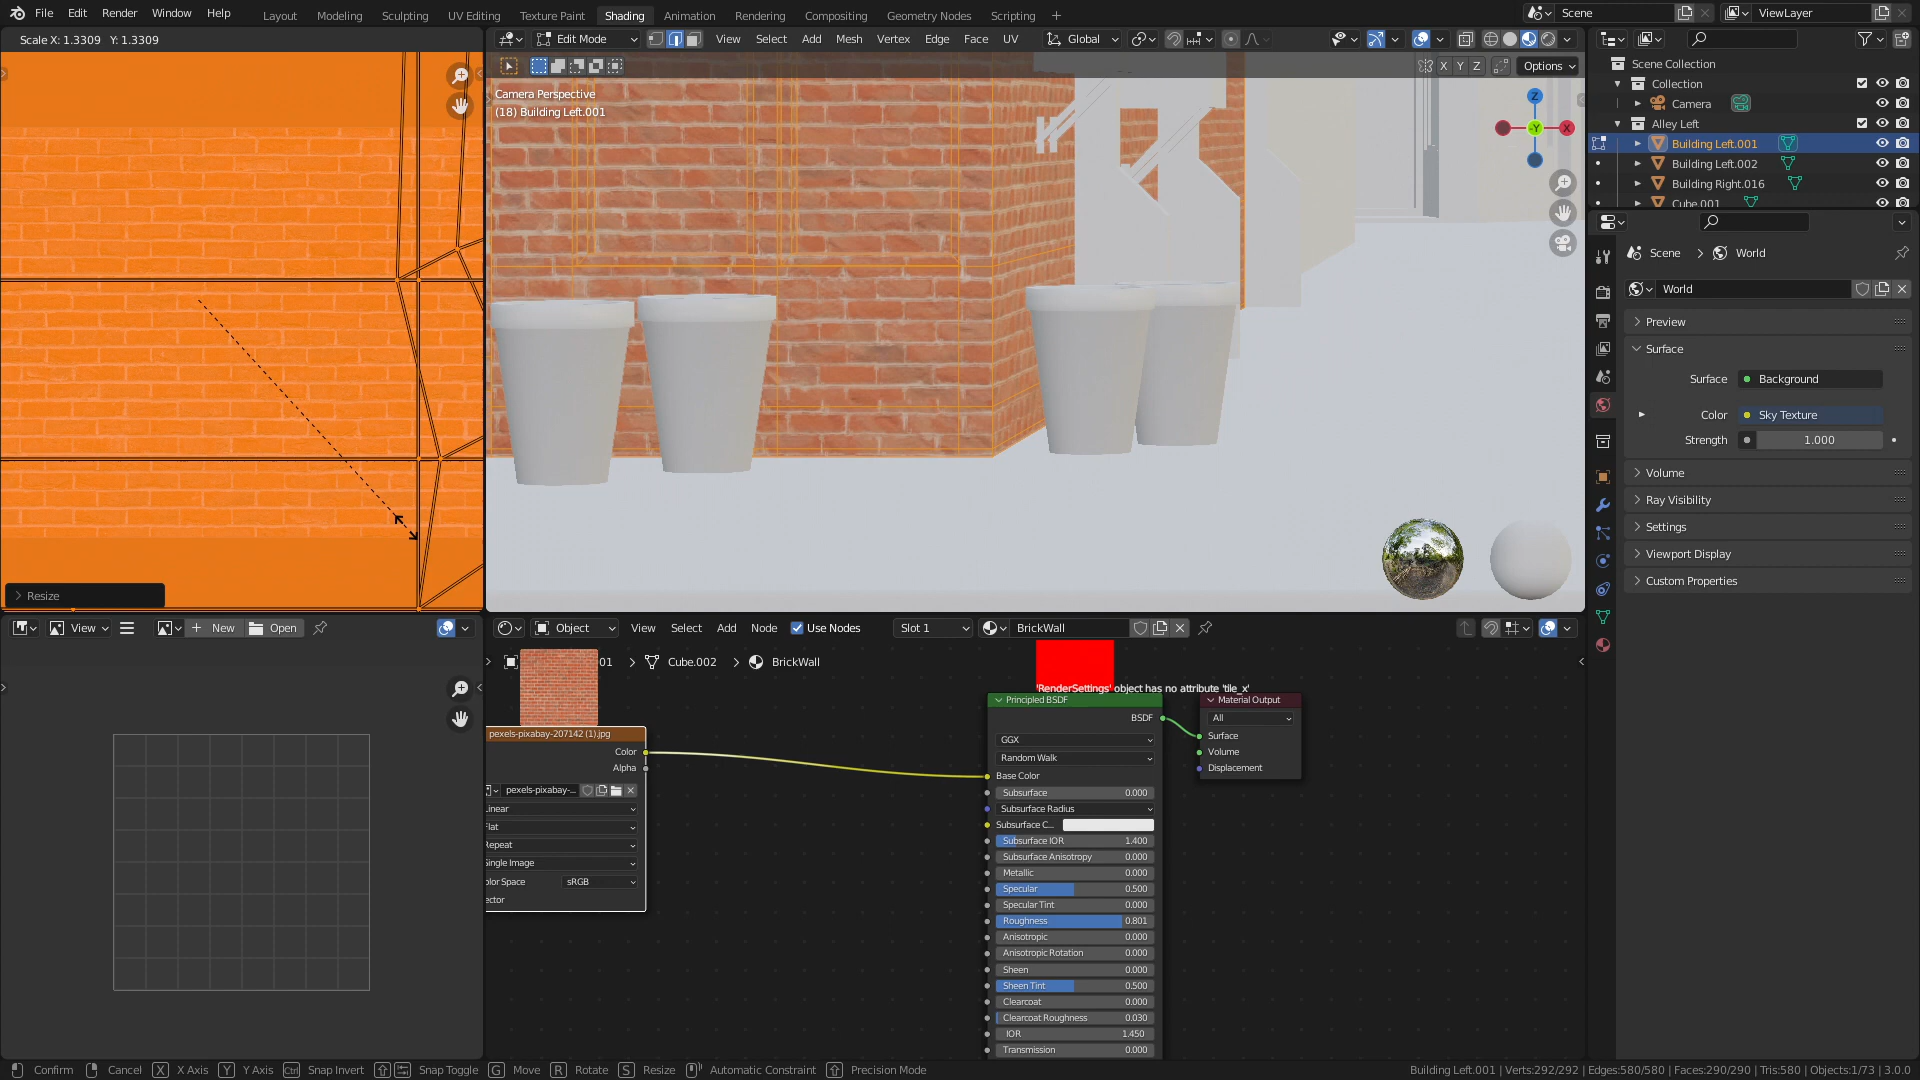 File Edit Render Window Help Layout Modeling Sculpting UV Editing Texture Paint Shading Animation Rendering Compositing Geometry Nodes Scripting + Scene ViewLayer
Scale X: 1.3309 Y: 1.3309
Edit Mode View Select Add Mesh Vertex Edge Face UV Global
X Y Z Options
Camera Perspective
(18) Building Left.001
Z
X
-Y
Scene Collection
Collection
Camera
Alley Left
Building Left.001
Building Left.002
Building Right.016
Cube.001
Scene > World
World
Preview
Surface
Surface Background
Color Sky Texture
Strength 1.000
Volume
Ray Visibility
Settings
Viewport Display
Custom Properties
> Resize
View New Open
Object View Select Add Node Use Nodes Slot 1 BrickWall
01 > Cube.002 > BrickWall
'RenderSettings' object has no attribute 'tile_x'
pexels-pixabay-207142 (1).jpg
Color
Alpha
pexels-pixabay-...
Linear
Flat
Repeat
Single Image
olor Space sRGB
ector
Principled BSDF
BSDF
GGX
Random Walk
Base Color
Subsurface 0.000
Subsurface Radius
Subsurface C...
Subsurface IOR 1.400
Subsurface Anisotropy 0.000
Metallic 0.000
Specular 0.500
Specular Tint 0.000
Roughness 0.801
Anisotropic 0.000
Anisotropic Rotation 0.000
Sheen 0.000
Sheen Tint 0.500
Clearcoat 0.000
Clearcoat Roughness 0.030
IOR 1.450
Transmission 0.000
Material Output
All
Surface
Volume
Displacement
Confirm Cancel X X Axis Y Y Axis Ctrl Snap Invert Snap Toggle G Move R Rotate S Resize Automatic Constraint Precision Mode
Building Left.001 | Verts:292/292 | Edges:580/580 | Faces:290/290 | Tris:580 | Objects:1/73 | 3.0.0